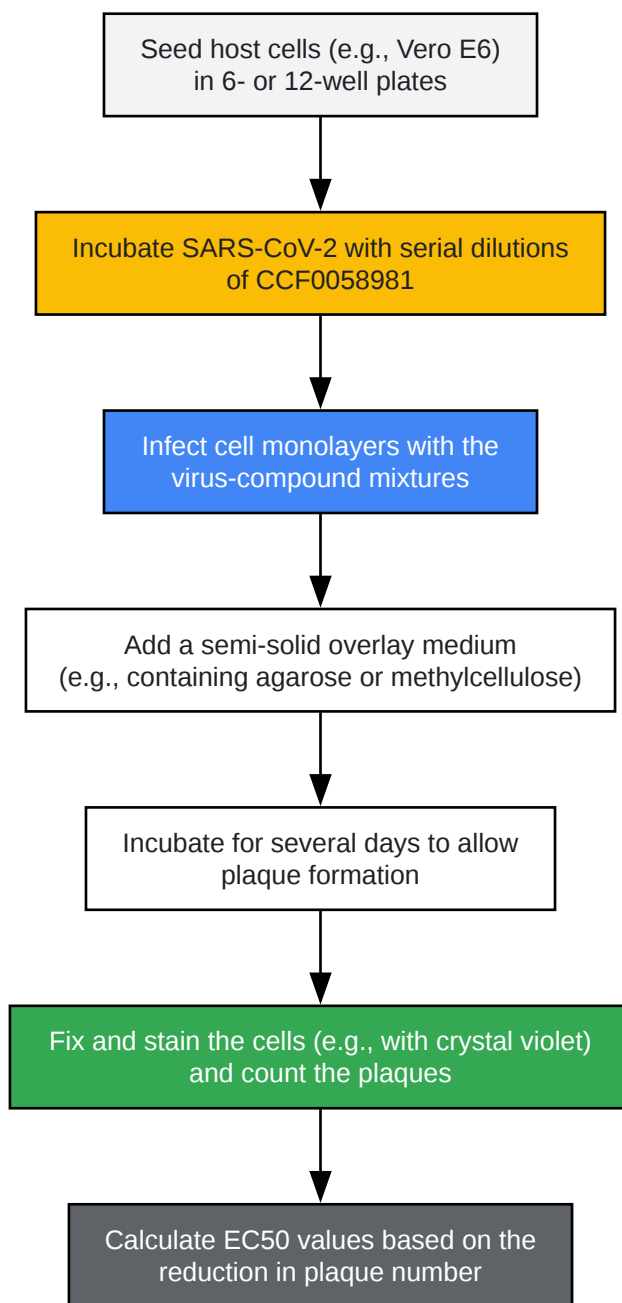 Seed host cells (e.g., Vero E6)
in 6- or 12-well plates
Incubate SARS-CoV-2 with serial dilutions
of CCF0058981
Infect cell monolayers with the
virus-compound mixtures
Add a semi-solid overlay medium
(e.g., containing agarose or methylcellulose)
Incubate for several days to allow
plaque formation
Fix and stain the cells (e.g., with crystal violet)
and count the plaques
Calculate EC50 values based on the
reduction in plaque number